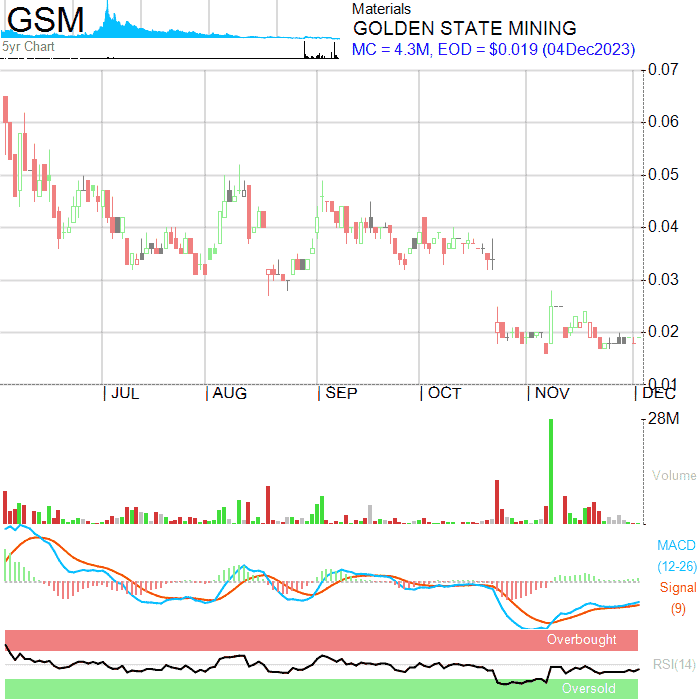 GSM
5yr Chart
Materials
GOLDEN STATE MINING
MC = 4.3M, EOD = $0.019 (04Dec2023)
0.07
0.06
0.05
0.04
0.03
0.02
0.01
JUL AUG SEP OCT NOV DEC
28M
Volume
MACD
(12-26)
Signal
(9)
Overbought
RSI(14)
Oversold